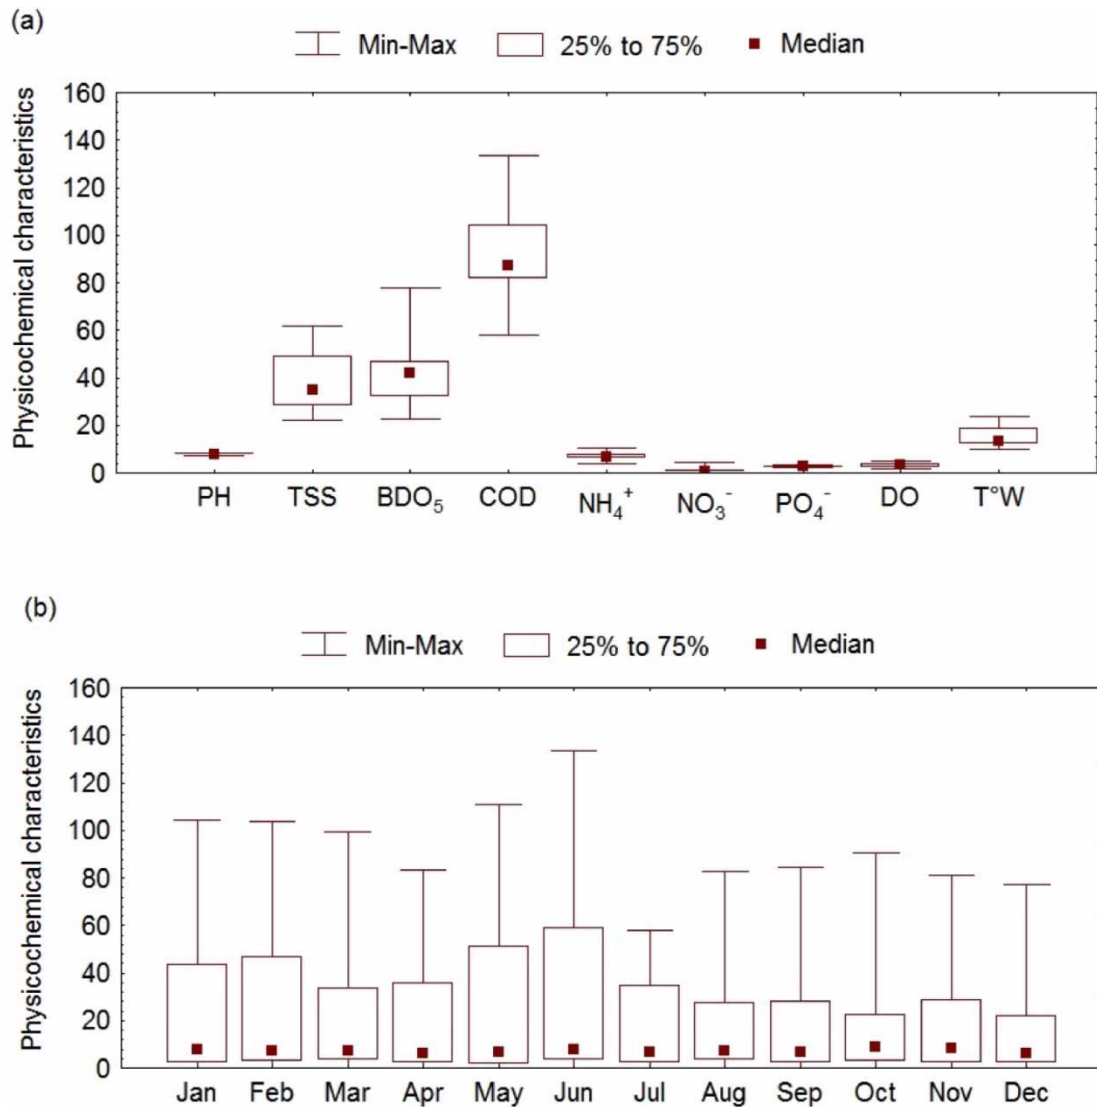 (a)
Min-Max 25% to 75% Median
Physicochemical characteristics
160
140
120
100
80
60
40
20
0
PH TSS BDO₅ COD NH₄⁺ NO₃⁻ PO₄⁻ DO T°W
(b)
Min-Max 25% to 75% Median
Physicochemical characteristics
160
140
120
100
80
60
40
20
0
Jan Feb Mar Apr May Jun Jul Aug Sep Oct Nov Dec